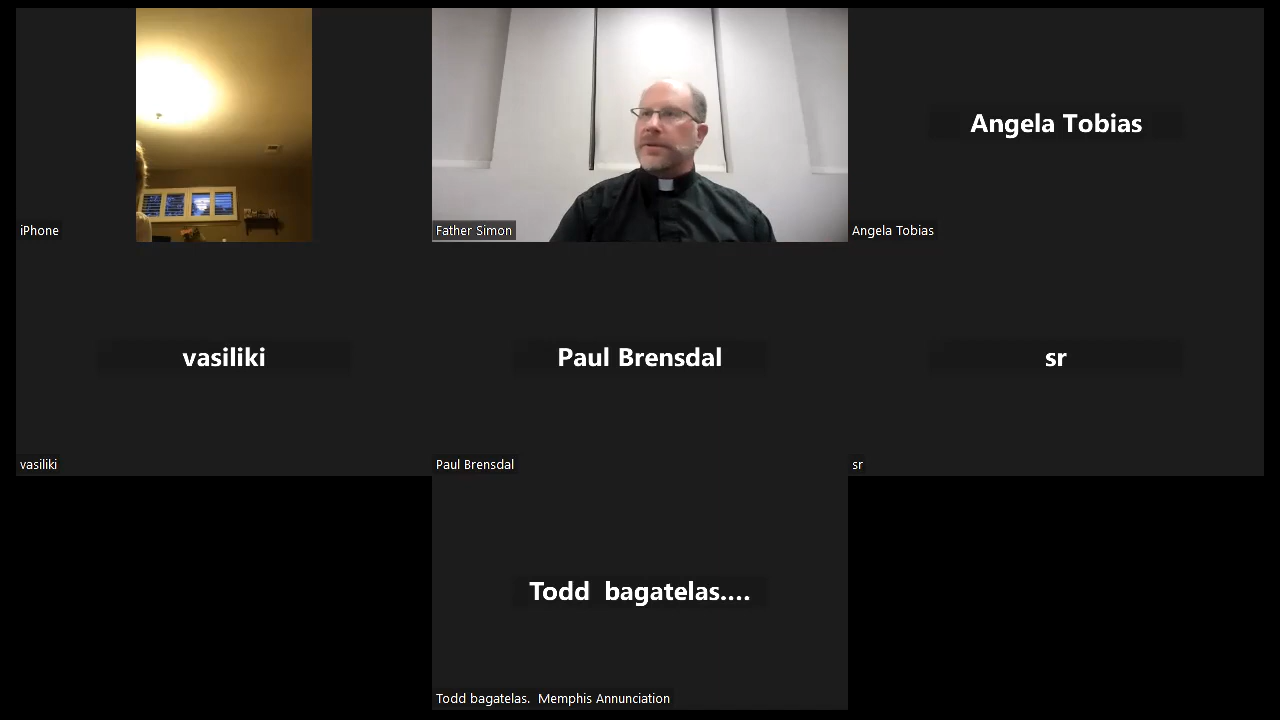 iPhone
Father Simon
Angela Tobias
Angela Tobias
vasiliki
vasiliki
Paul Brensdal
Paul Brensdal
sr
sr
Todd  bagatelas....
Todd bagatelas.  Memphis Annunciation